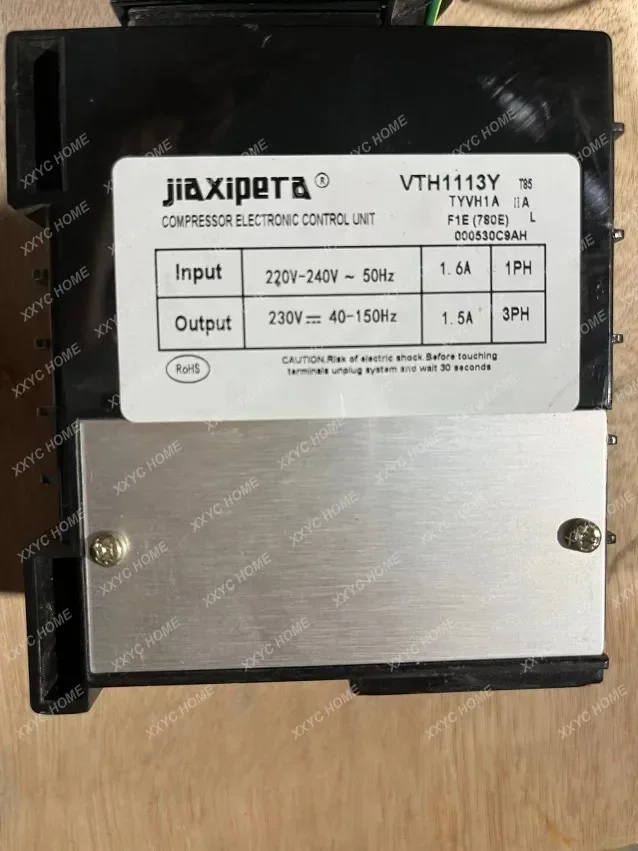 jiaxipera®
COMPRESSOR ELECTRONIC CONTROL UNIT
VTH1113Y T85
TYVH1A IIA
F1E (780E) L
000530C9AH
Input 220V-240V ~ 50Hz 1.6A 1PH
Output 230V⎓ 40-150Hz 1.5A 3PH
RoHS
CAUTION.Risk of electric shock.Before touching
terminals unplug system and wait 30 seconds
XXYC HOME